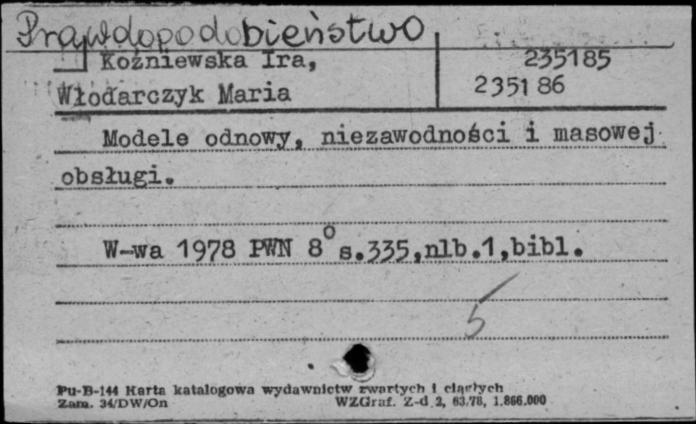 Prawdopodobieństwo
Koźniewska Ira, 235185
Włodarczyk Maria 235186
Modele odnowy, niezawodności i masowej
obsługi.
W-wa 1978 PWN 8° s.335,nlb.1,bibl.
5
Pu-B-144 Karta katalogowa wydawnictw zwartych i ciągłych
Zam. 34/DW/On WZGraf. Z-d 2, 63.78, 1.866.000